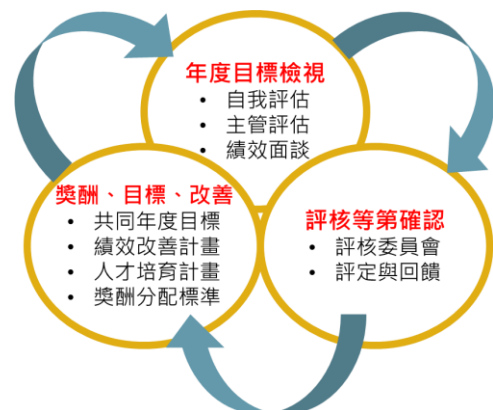 年度目標檢視
• 自我評估
• 主管評估
• 績效面談
獎酬、目標、改善
• 共同年度目標
• 績效改善計畫
• 人才培育計畫
• 獎酬分配標準
評核等第確認
• 評核委員會
• 評定與回饋